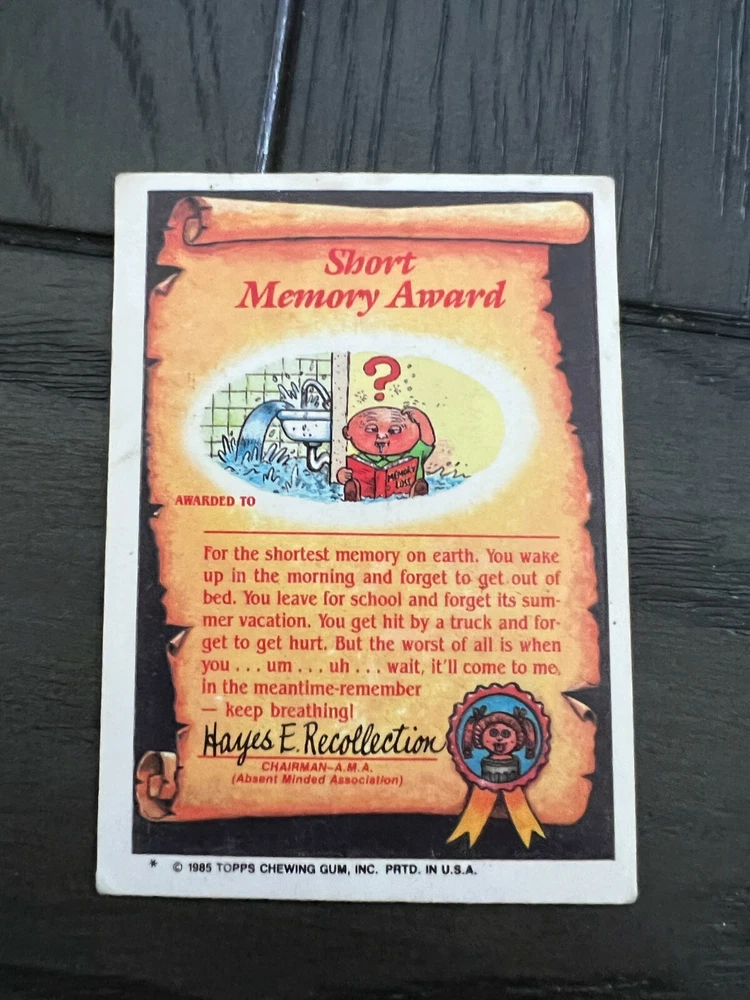 Short
Memory Award
?
MEMORY
LOST
AWARDED TO
For the shortest memory on earth. You wake
up in the morning and forget to get out of
bed. You leave for school and forget its sum-
mer vacation. You get hit by a truck and for-
get to get hurt. But the worst of all is when
you . . . um . . . uh . . . wait, it'll come to me,
in the meantime-remember
— keep breathing!
Hayes E. Recollection
CHAIRMAN–A.M.A.
(Absent Minded Association)
* © 1985 TOPPS CHEWING GUM, INC. PRTD. IN U.S.A.